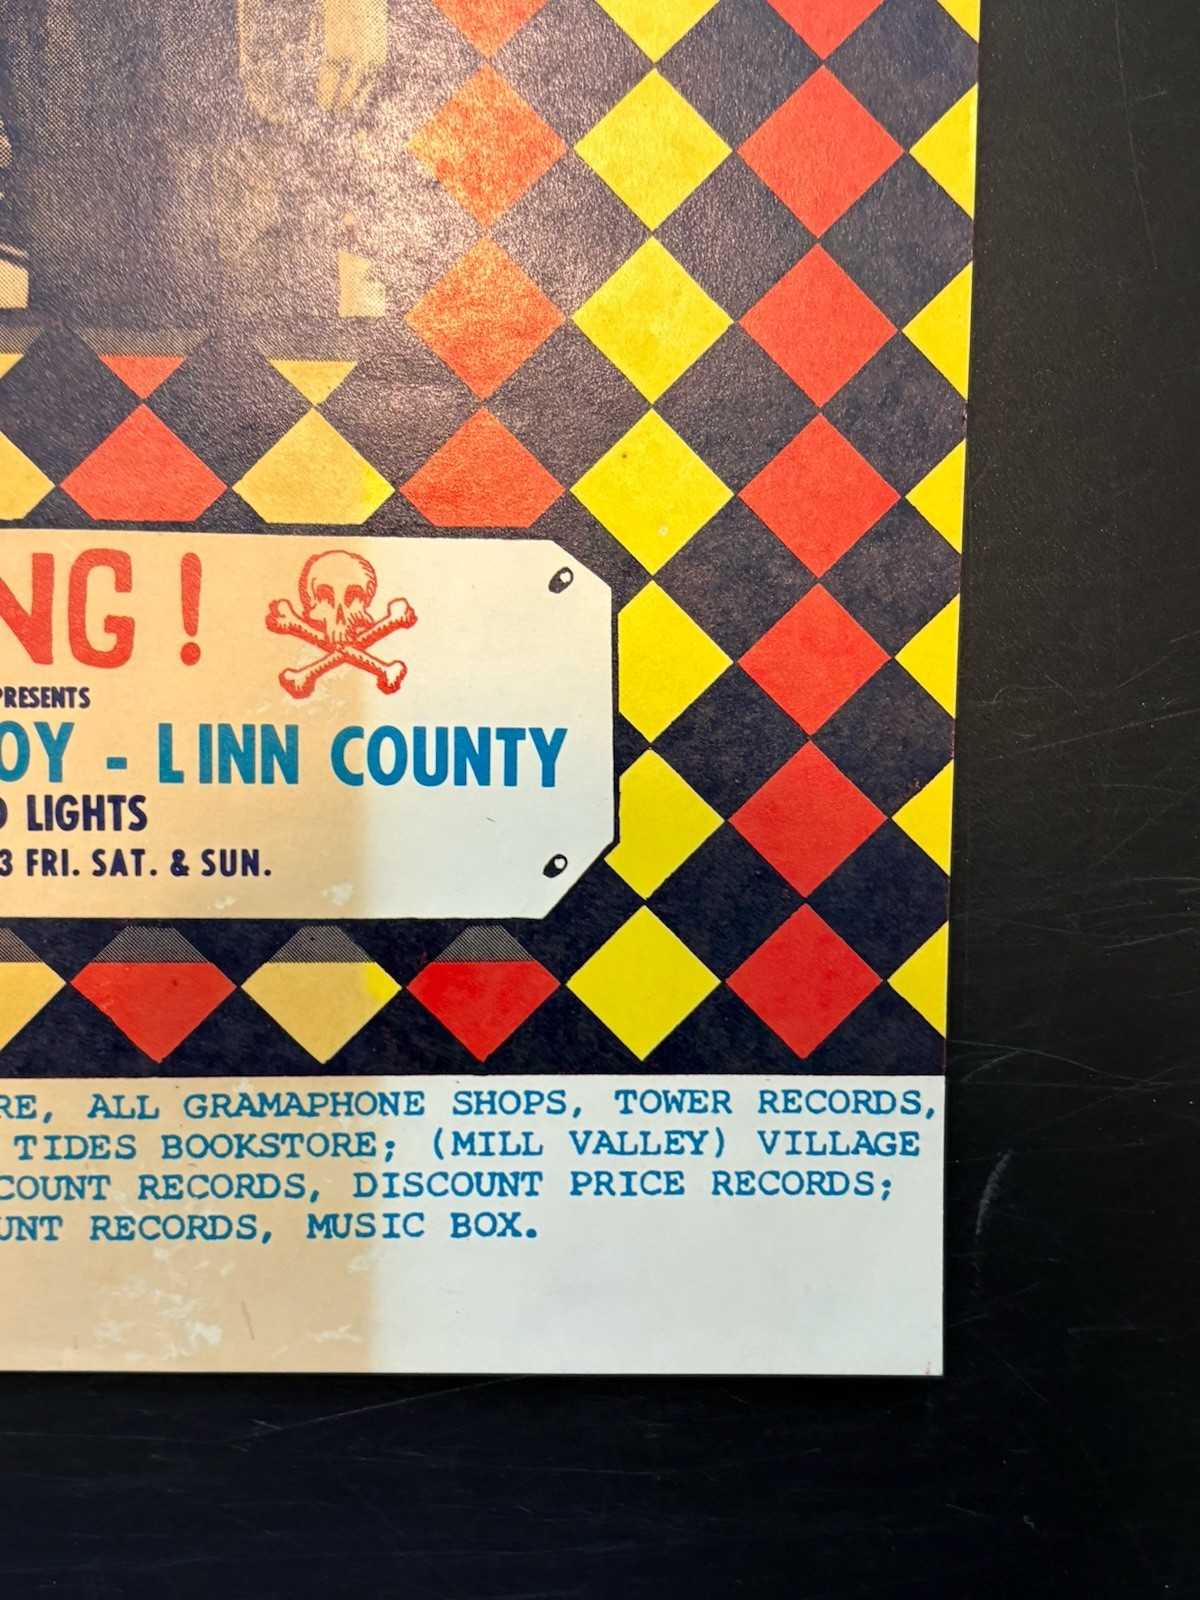 NG!
PRESENTS
OY - LINN COUNTY
LIGHTS
3 FRI. SAT. & SUN.
RE, ALL GRAMAPHONE SHOPS, TOWER RECORDS,
TIDES BOOKSTORE; (MILL VALLEY) VILLAGE
COUNT RECORDS, DISCOUNT PRICE RECORDS;
UNT RECORDS, MUSIC BOX.